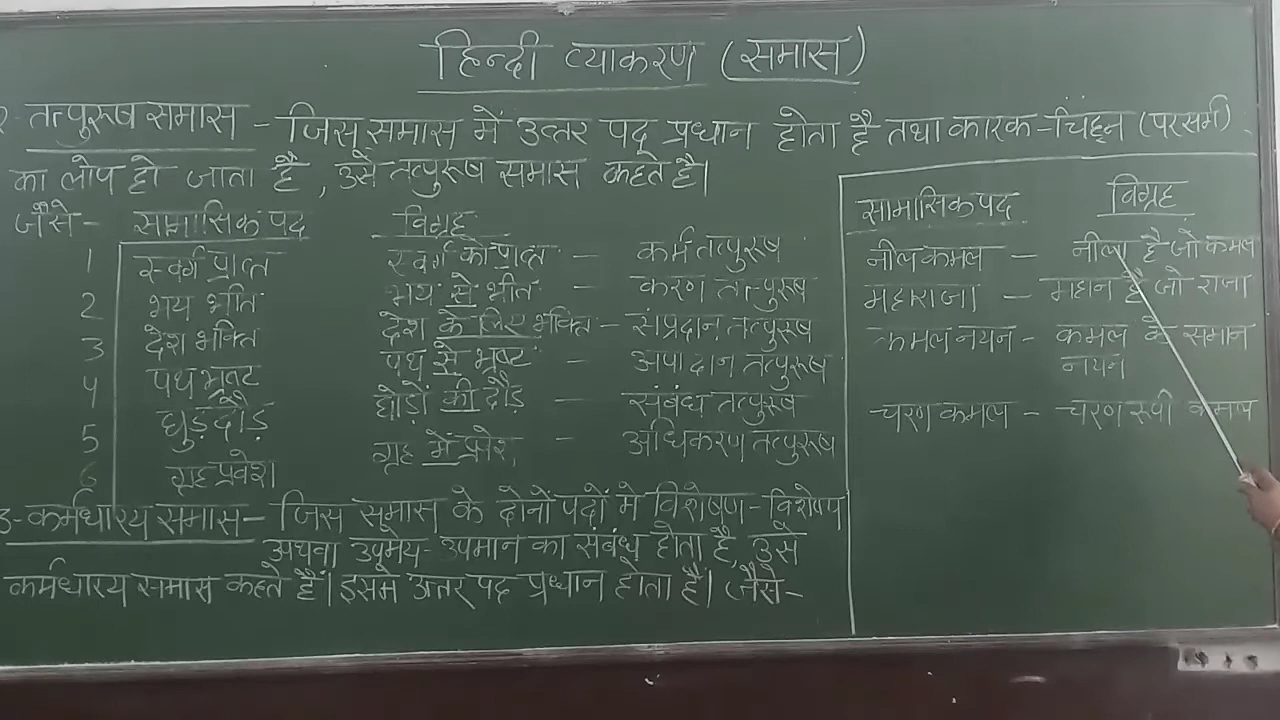 हिन्दी व्याकरण (समास)
२- तत्पुरूष समास - जिस समास में उत्तर पद प्रधान होता है तथा कारक-चिह्न (परसर्ग)
का लोप हो जाता है, उसे तत्पुरूष समास कहते है।
जैसे- सामासिक पद विग्रह
1 स्वर्ग प्राप्त स्वर्ग को प्राप्त - कर्म तत्पुरूष
2 भय भीत भय से भीत - करण तत्पुरूष
3 देश भक्ति देश के लिए भक्ति - संप्रदान तत्पुरूष
4 पथ भ्रष्ट पथ से भ्रष्ट - अपादान तत्पुरूष
5 घुड़दौड़ घोड़ों की दौड़ - संबंध तत्पुरूष
6 गृह प्रवेश गृह में प्रवेश, - अधिकरण तत्पुरूष
3-कर्मधारय समास- जिस समास के दोनो पदों मे विशेषण-विशेष्य
अथवा उपमेय-उपमान का संबंध होता है, उसे
कर्मधारय समास कहते हैं। इसमे उत्तर पद प्रधान होता है। जैसे-
सामासिक पद विग्रह
नील कमल - नीला है जो कमल
महाराजा - महान है जो राजा
कमल नयन - कमल के समान
नयन
चरण कमल - चरण रूपी कमल